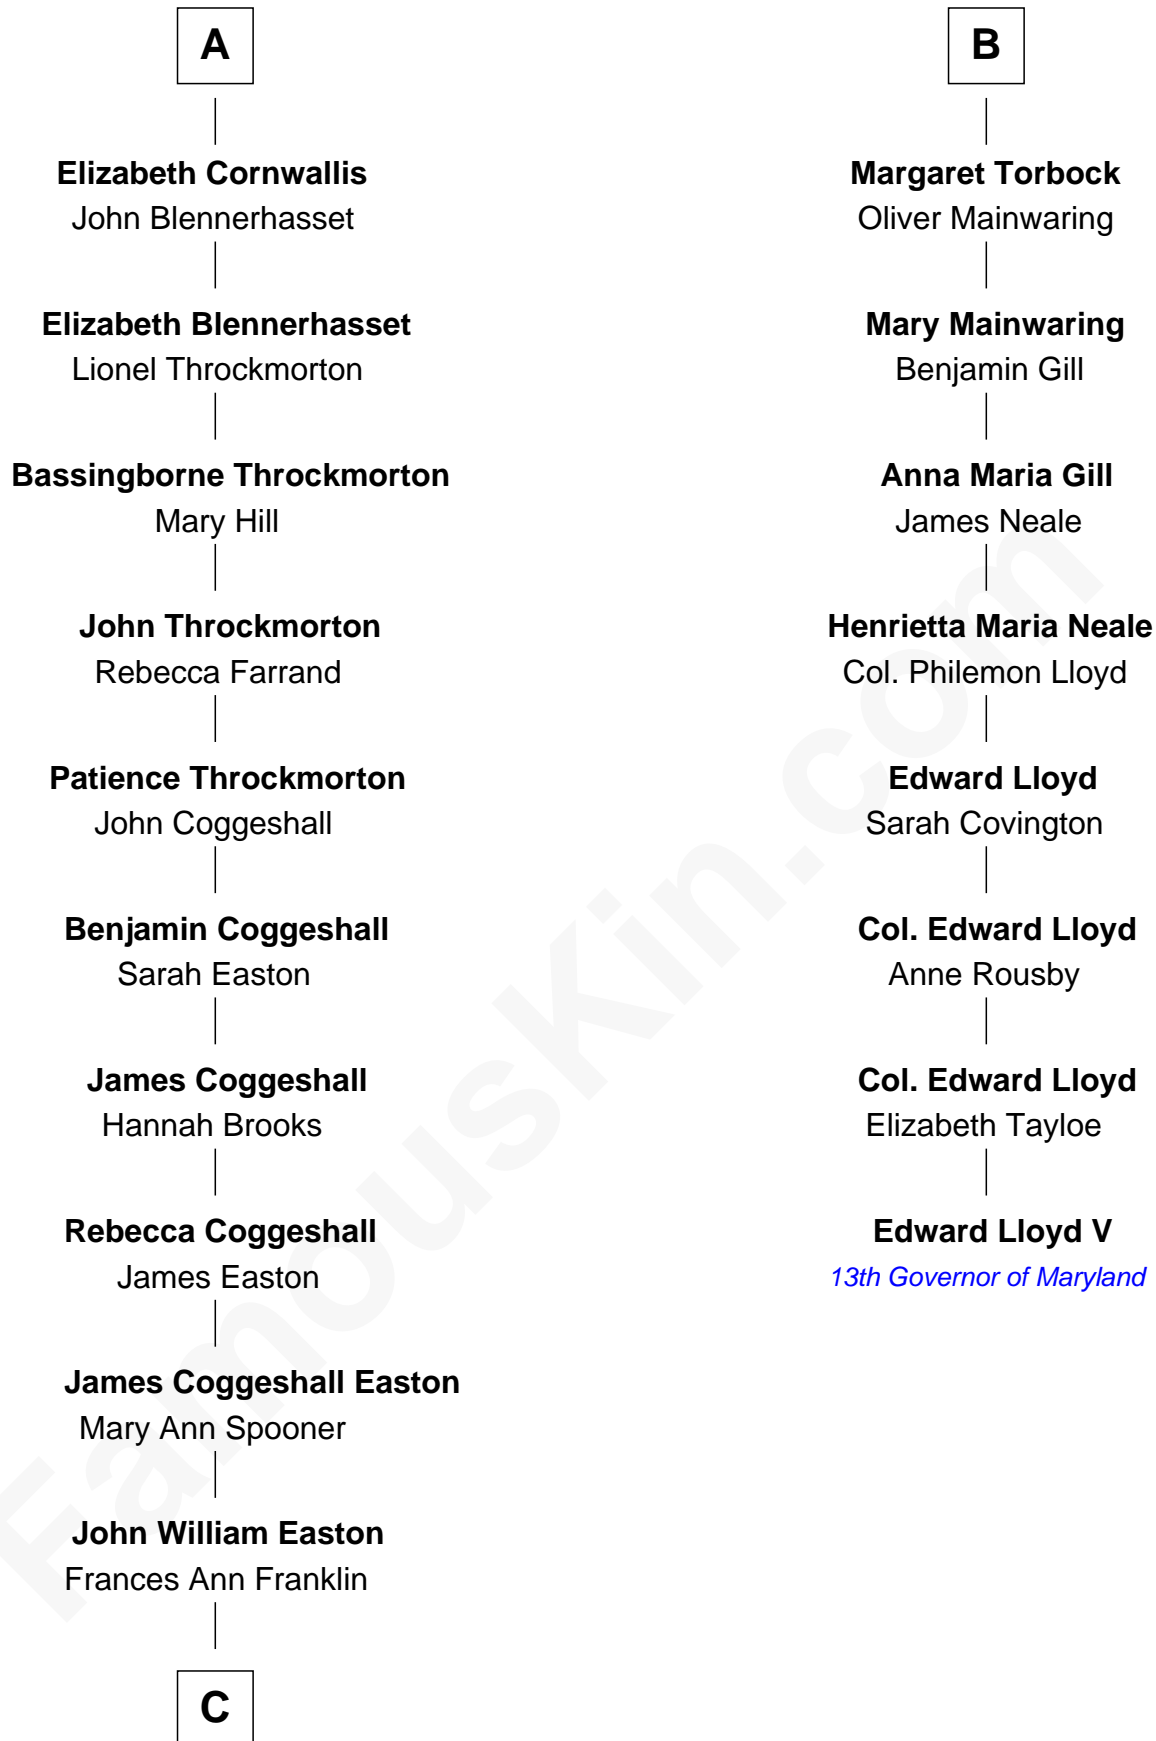 A
Elizabeth Cornwallis
John Blennerhasset
Elizabeth Blennerhasset
Lionel Throckmorton
Bassingborne Throckmorton
Mary Hill
John Throckmorton
Rebecca Farrand
Patience Throckmorton
John Coggeshall
Benjamin Coggeshall
Sarah Easton
James Coggeshall
Hannah Brooks
Rebecca Coggeshall
James Easton
James Coggeshall Easton
Mary Ann Spooner
John William Easton
Frances Ann Franklin
C
B
Margaret Torbock
Oliver Mainwaring
Mary Mainwaring
Benjamin Gill
Anna Maria Gill
James Neale
Henrietta Maria Neale
Col. Philemon Lloyd
Edward Lloyd
Sarah Covington
Col. Edward Lloyd
Anne Rousby
Col. Edward Lloyd
Elizabeth Tayloe
Edward Lloyd V
13th Governor of Maryland
FamousKin.com